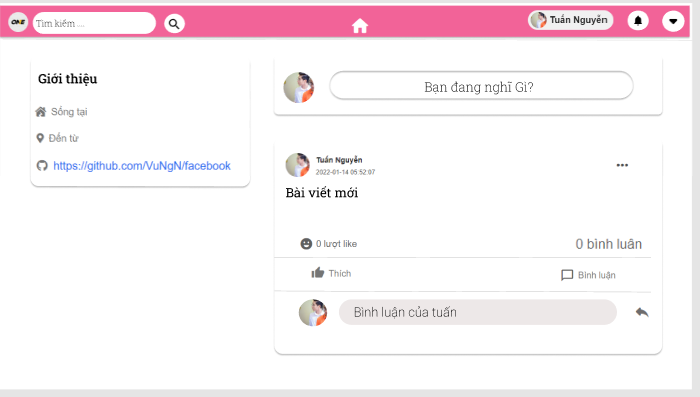 ONE
Tìm kiếm ...
Tuấn Nguyễn
Giới thiệu
Sống tại
Đến từ
https://github.com/VuNgN/facebook
Bạn đang nghĩ Gì?
Tuấn Nguyễn
2022-01-14 05:52:07
Bài viết mới
0 lượt like
0 bình luân
Thích
Bình luận
Bình luận của tuấn